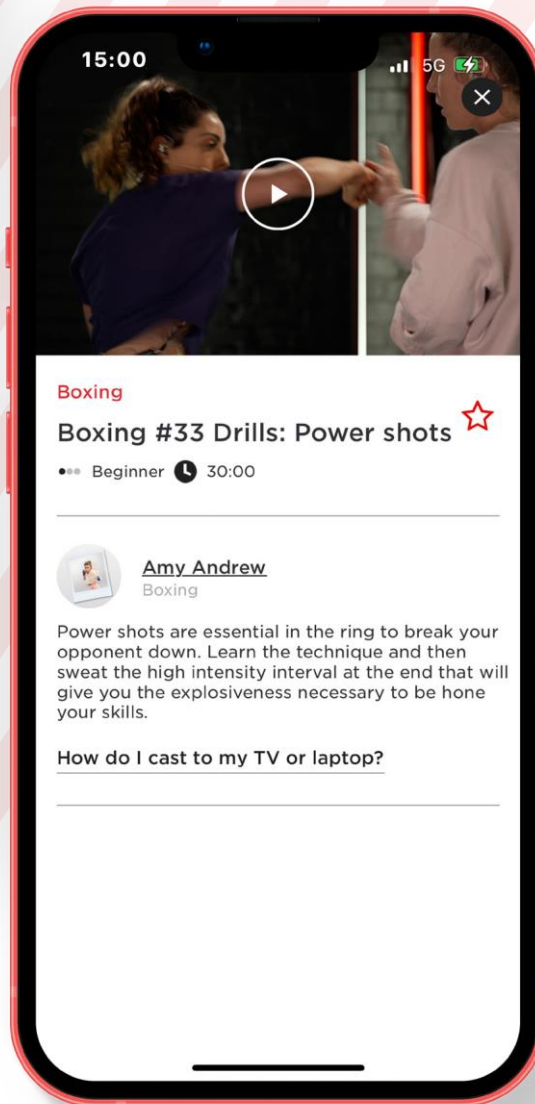 15:00
5G
Boxing
Boxing #33 Drills: Power shots
Beginner 30:00
Amy Andrew
Boxing
Power shots are essential in the ring to break your
opponent down. Learn the technique and then
sweat the high intensity interval at the end that will
give you the explosiveness necessary to be hone
your skills.
How do I cast to my TV or laptop?